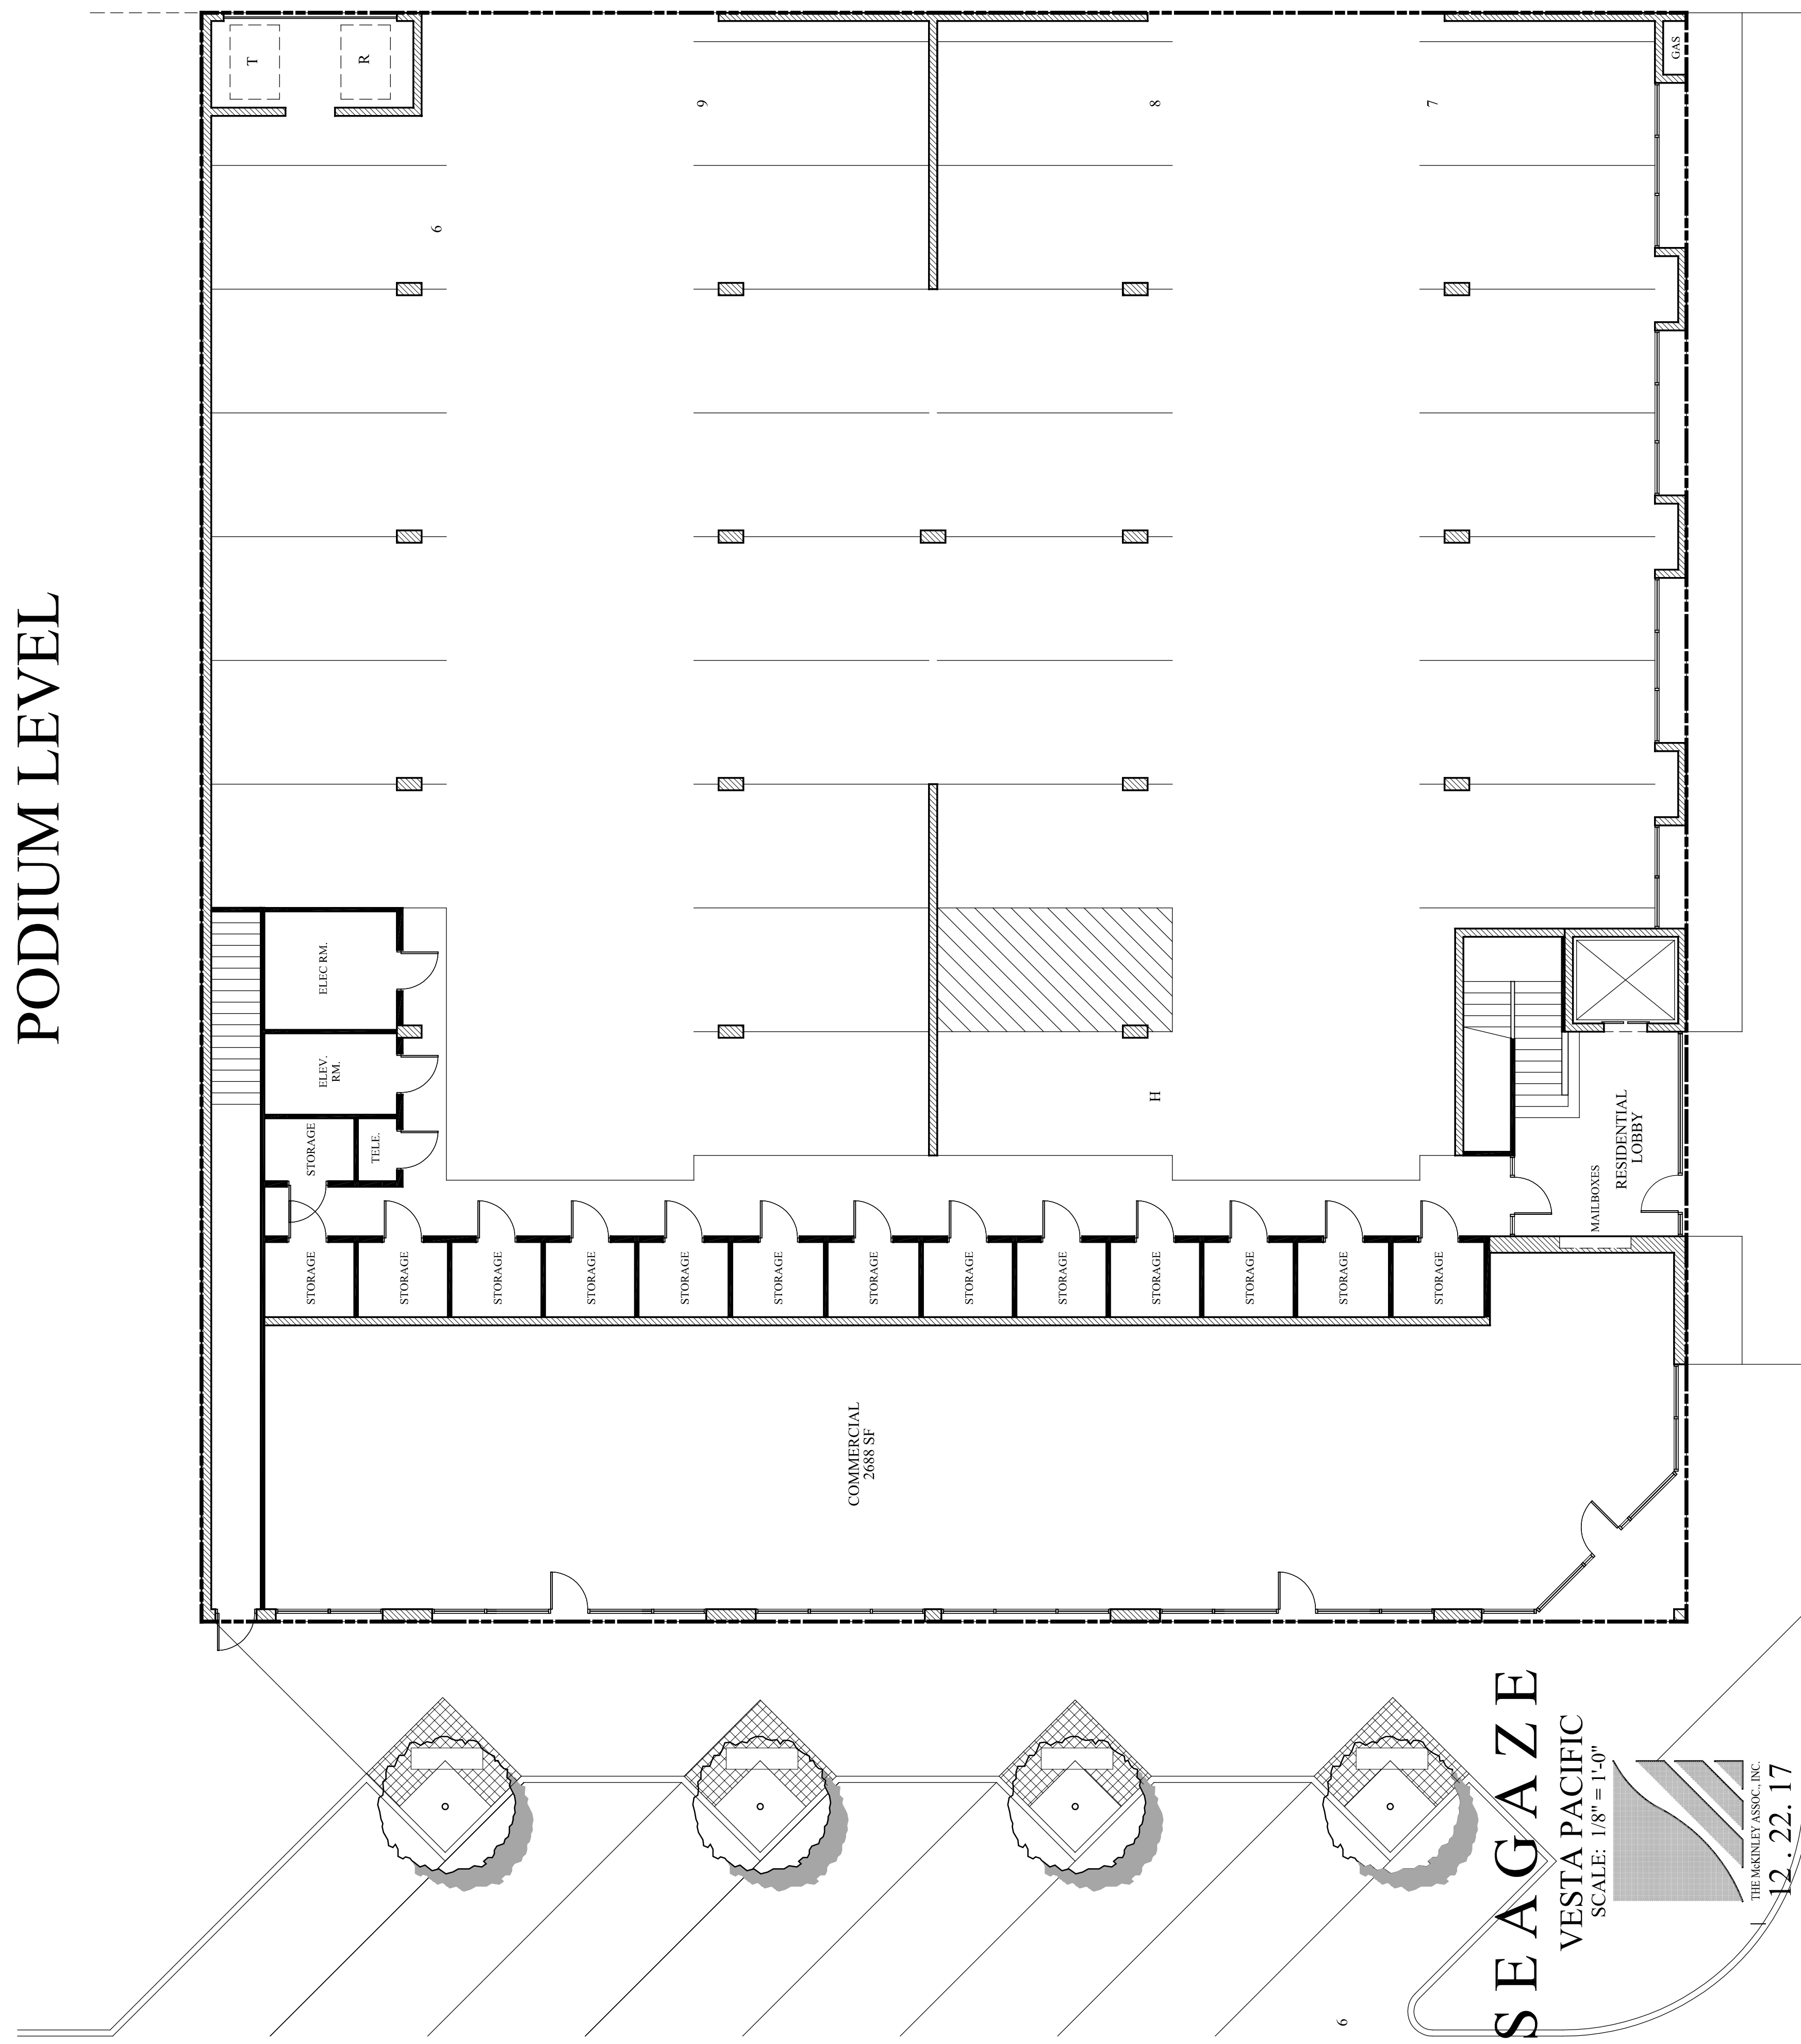 PODIUM LEVEL
T
R
6
9
8
7
GAS
ELEC RM.
ELEV.
RM.
STORAGE
TELE.
H
STORAGE
STORAGE
STORAGE
STORAGE
STORAGE
STORAGE
STORAGE
STORAGE
STORAGE
STORAGE
STORAGE
STORAGE
STORAGE
MAILBOXES
RESIDENTIAL
LOBBY
COMMERCIAL
2688 SF
6
SEAGAZE
VESTA PACIFIC
SCALE: 1/8" = 1'-0"
THE McKINLEY ASSOC., INC.
12 . 22. 17